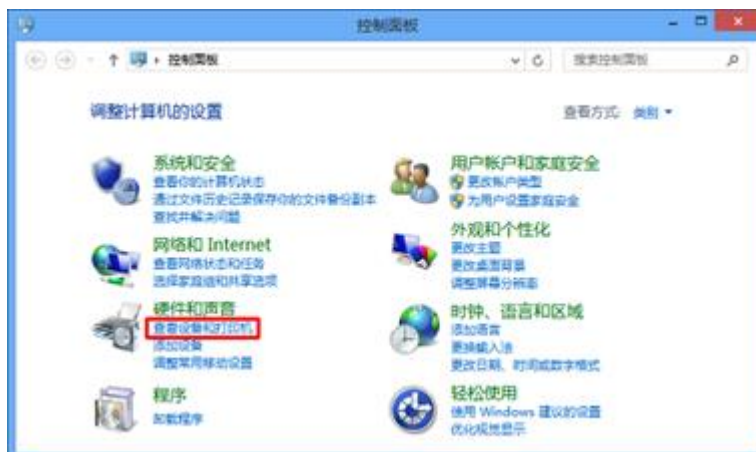 控制面板
控制面板
搜索控制面板
调整计算机的设置
查看方式: 类别
系统和安全
查看你的计算机状态
通过文件历史记录保存你的文件备份副本
查找并解决问题
网络和 Internet
查看网络状态和任务
选择家庭组和共享选项
硬件和声音
查看设备和打印机
添加设备
调整常用移动设置
程序
卸载程序
用户帐户和家庭安全
更改帐户类型
为用户设置家庭安全
外观和个性化
更改主题
更改桌面背景
调整屏幕分辨率
时钟、语言和区域
添加语言
更换输入法
更改日期、时间或数字格式
轻松使用
使用 Windows 建议的设置
优化视觉显示